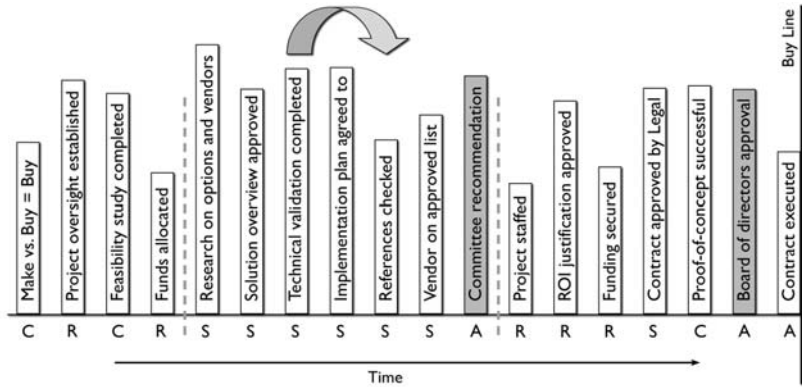 Buy Line
Make vs. Buy = Buy
Project oversight established
Feasibility study completed
Funds allocated
Research on options and vendors
Solution overview approved
Technical validation completed
Implementation plan agreed to
References checked
Vendor on approved list
Committee recommendation
Project staffed
ROI justification approved
Funding secured
Contract approved by Legal
Proof-of-concept successful
Board of directors approval
Contract executed
C R C R S S S S S S A R R R S C A A
Time